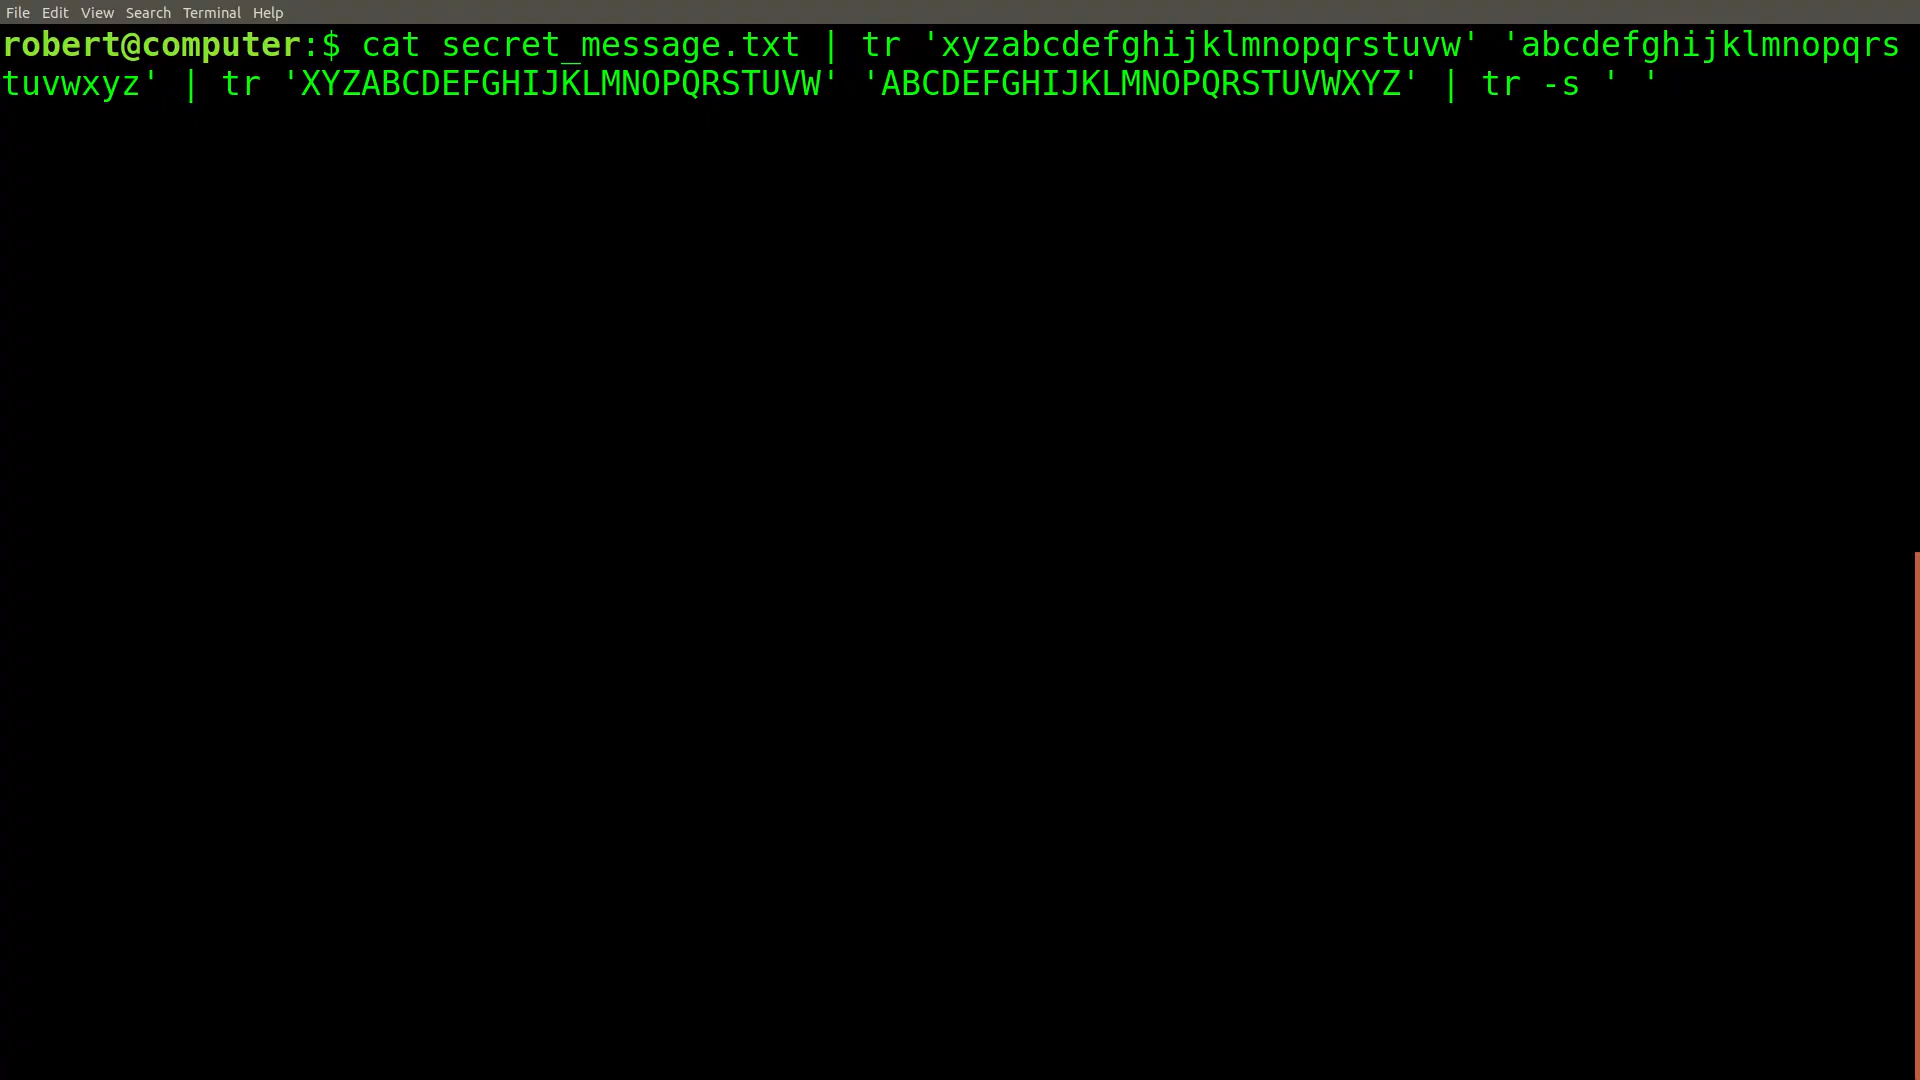 File Edit View Search Terminal Help
robert@computer:$ cat secret_message.txt | tr 'xyzabcdefghijklmnopqrstuvw' 'abcdefghijklmnopqrs
tuvwxyz' | tr 'XYZABCDEFGHIJKLMNOPQRSTUVW' 'ABCDEFGHIJKLMNOPQRSTUVWXYZ' | tr -s ' '